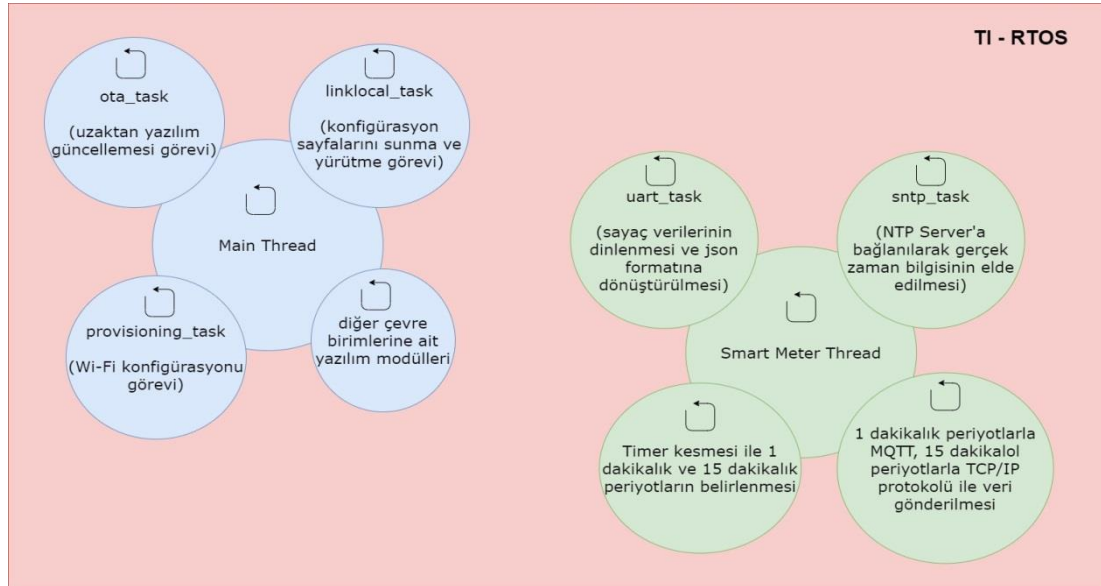 TI - RTOS
ota_task
(uzaktan yazılım
güncellemesi görevi)
linklocal_task
(konfigürasyon
sayfalarını sunma ve
yürütme görevi)
Main Thread
provisioning_task
(Wi-Fi konfigürasyonu
görevi)
diğer çevre
birimlerine ait
yazılım modülleri
uart_task
(sayaç verilerinin
dinlenmesi ve json
formatına
dönüştürülmesi)
sntp_task
(NTP Server'a
bağlanılarak gerçek
zaman bilgisinin elde
edilmesi)
Smart Meter Thread
Timer kesmesi ile 1
dakikalık ve 15 dakikalık
periyotların belirlenmesi
1 dakikalık periyotlarla
MQTT, 15 dakikalol
periyotlarla TCP/IP
protokolü ile veri
gönderilmesi